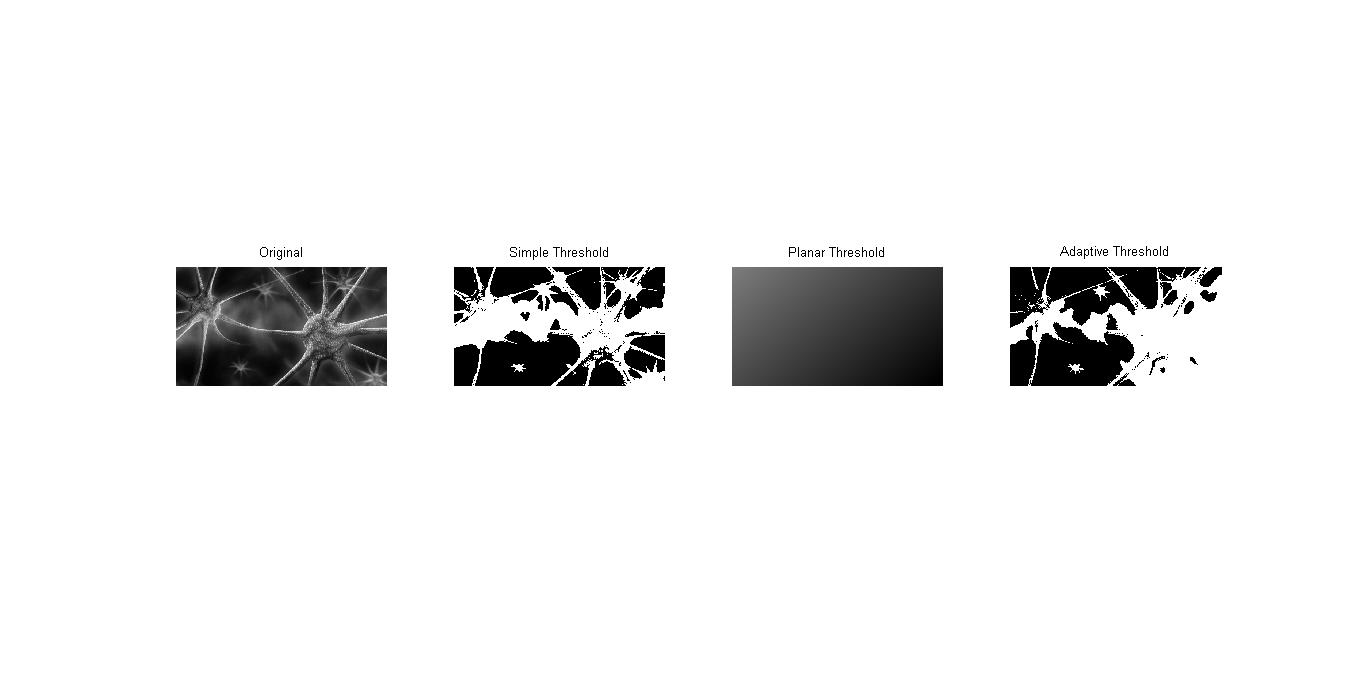 Original
Simple Threshold
Planar Threshold
Adaptive Threshold